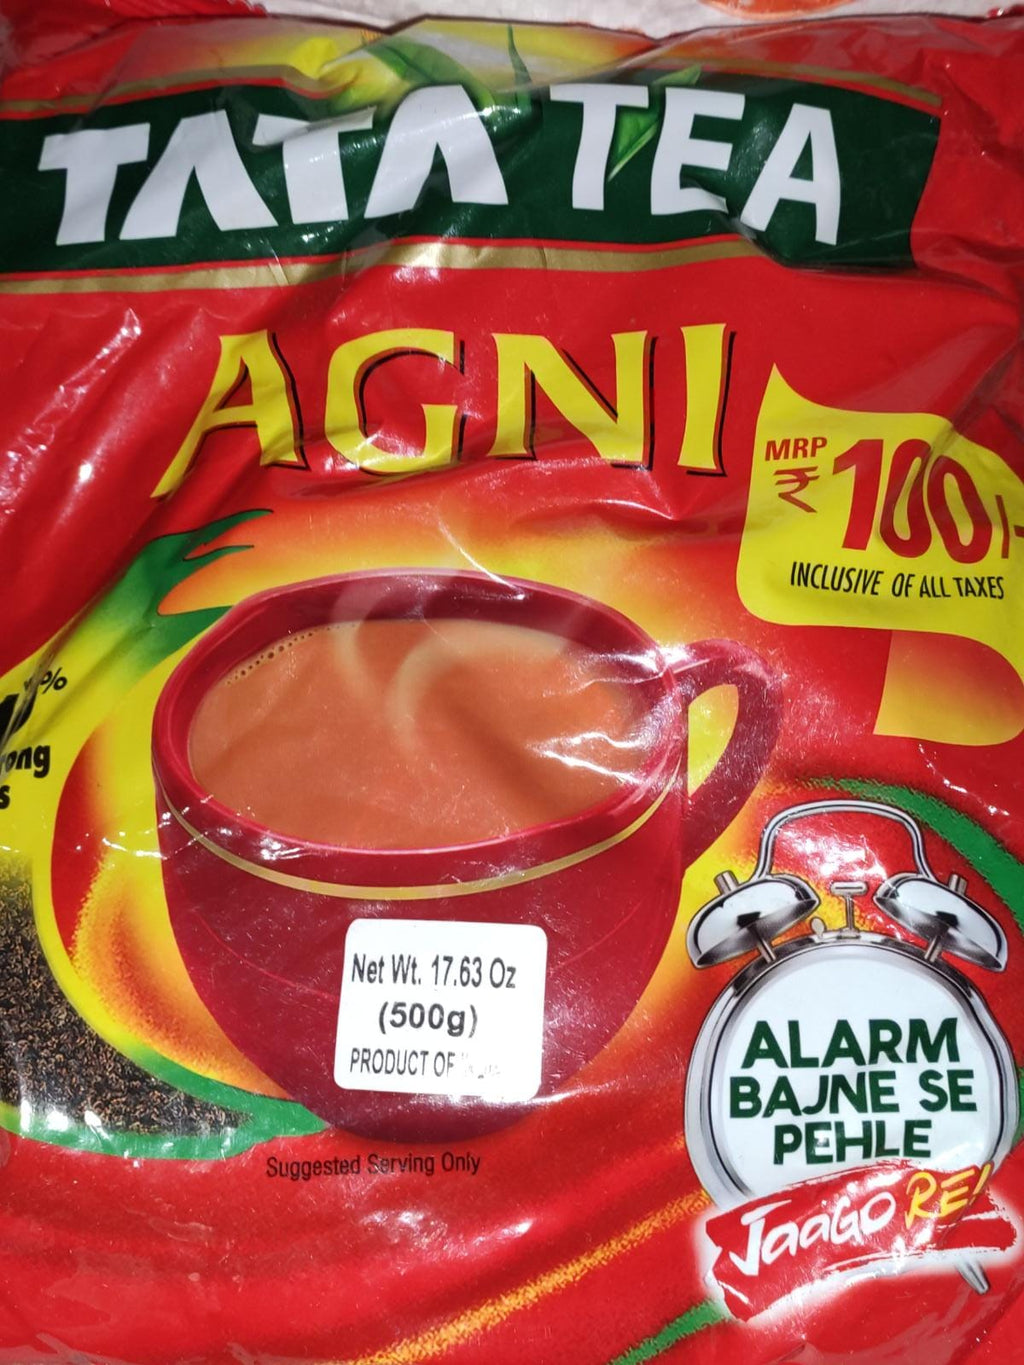 TATA TEA
AGNI
MRP
₹ 100/-
INCLUSIVE OF ALL TAXES
Net Wt. 17.63 Oz
(500g)
PRODUCT OF
Suggested Serving Only
ALARM
BAJNE SE
PEHLE
JaaGO RE!